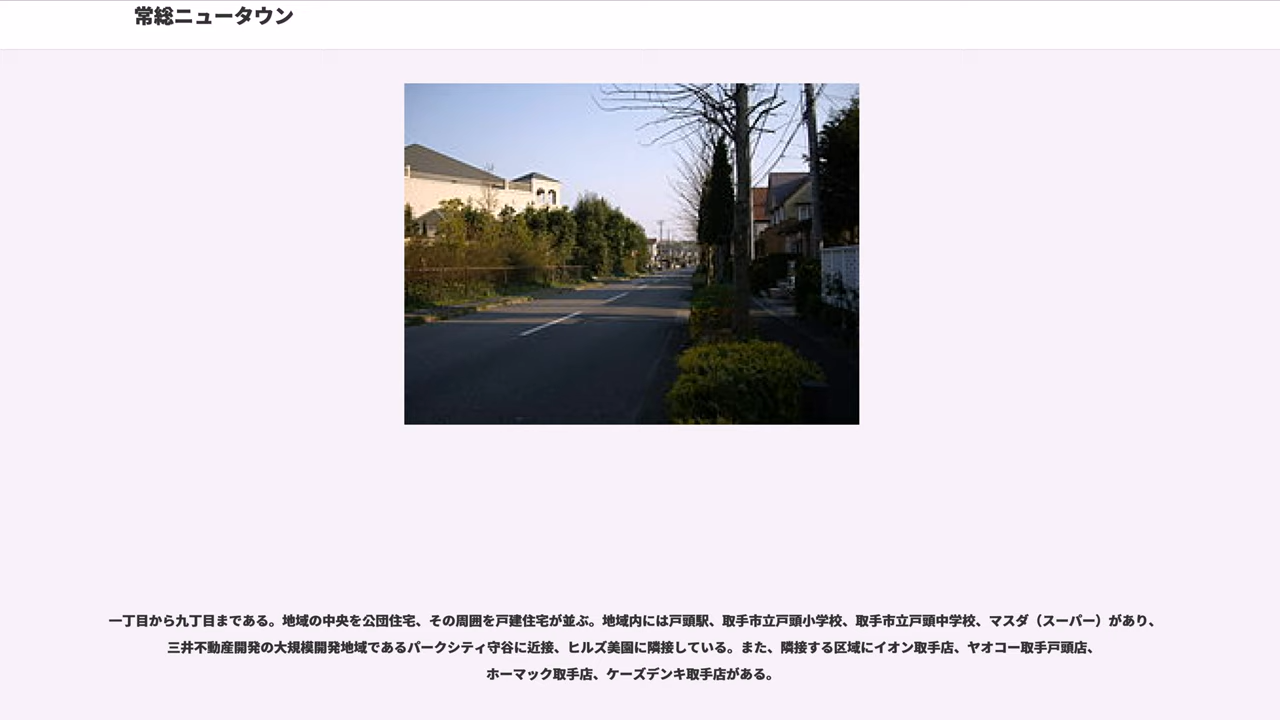 常総ニュータウン
一丁目から九丁目まである。地域の中央を公団住宅、その周囲を戸建住宅が並ぶ。地域内には戸頭駅、取手市立戸頭小学校、取手市立戸頭中学校、マスダ（スーパー）があり、
三井不動産開発の大規模開発地域であるパークシティ守谷に近接、ヒルズ美園に隣接している。また、隣接する区域にイオン取手店、ヤオコー取手戸頭店、
ホーマック取手店、ケーズデンキ取手店がある。